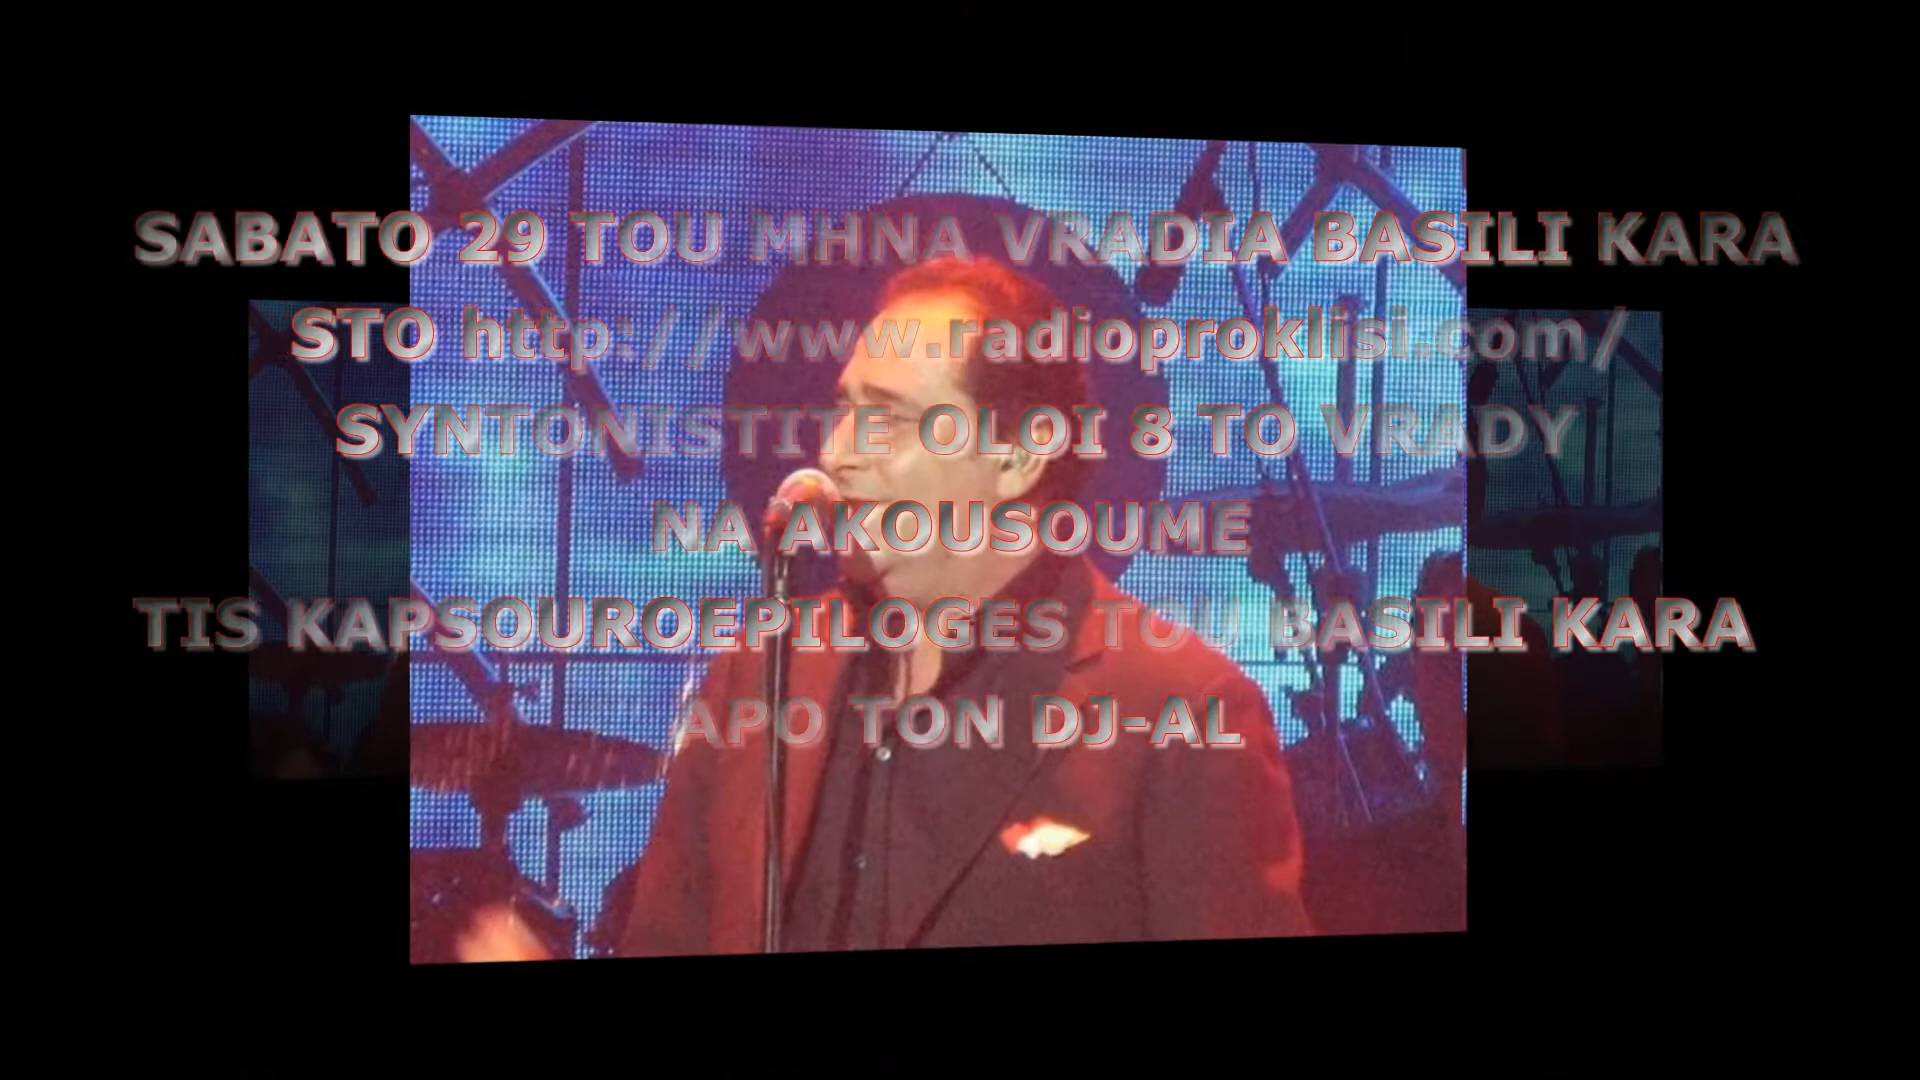 SABATO 29 TOU MHNA VRADIA BASILI KARA
STO http://www.radioproklisi.com/
SYNTONISTITE OLOI 8 TO VRADY
NA AKOUSOUME
TIS KAPSOUROEPILOGES TOU BASILI KARA
APO TON DJ-AL